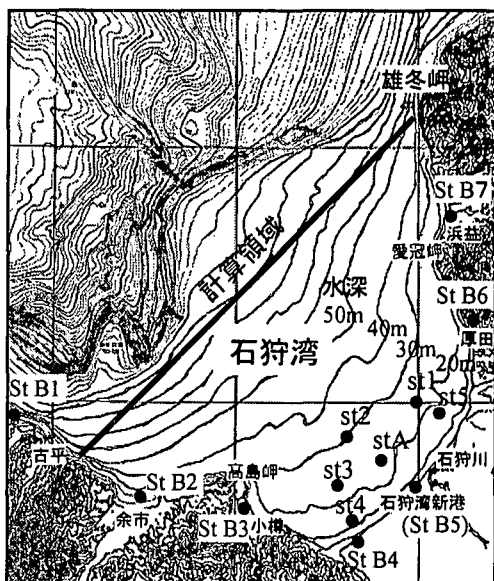 雄冬岬
St B7
浜益
計算領域
愛冠岬
水深
50m
40m
30m
20m
St B6
厚田
石狩湾
St B1
st1
st5
st2
stA
古平
St B2
高島岬
st3
石狩川
余市
St B3
小樽
st4
石狩湾新港
(St B5)
St B4